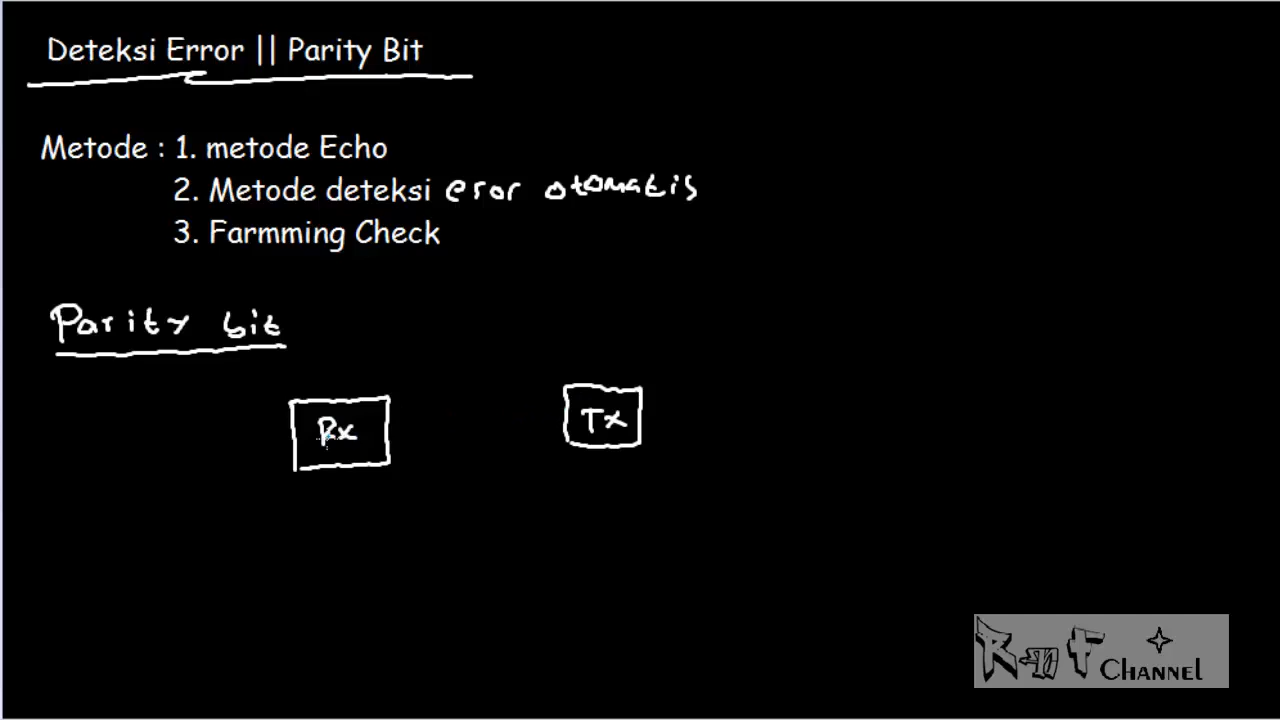 Deteksi Error || Parity Bit
Metode : 1. metode Echo
2. Metode deteksi eror otomatis
3. Farmming Check
Parity bit
Rx
Tx
CHANNEL